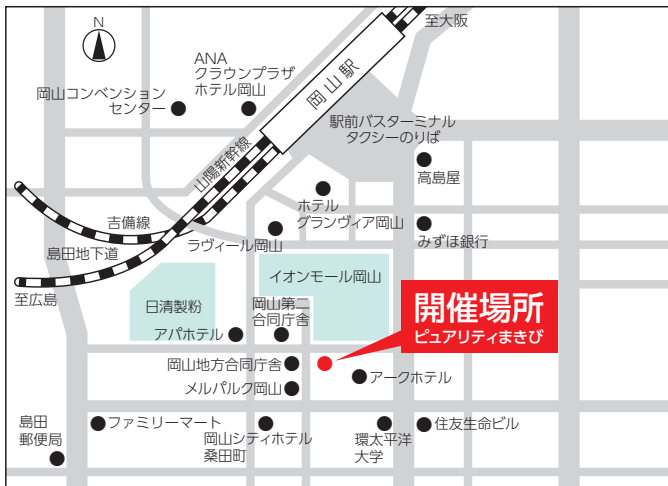 N
至大阪
ANA
クラウンプラザ
ホテル岡山
岡山コンベンション
センター
岡山駅
駅前バスターミナル
タクシーのりば
山陽新幹線
高島屋
ホテル
グランヴィア岡山
吉備線
島田地下道
ラヴィール岡山
みずほ銀行
至広島
日清製粉
イオンモール岡山
岡山第二
合同庁舎
開催場所
ピュアリティまきび
アパホテル
岡山地方合同庁舎
アークホテル
メルパルク岡山
島田
郵便局
ファミリーマート
岡山シティホテル
桑田町
環太平洋
大学
住友生命ビル